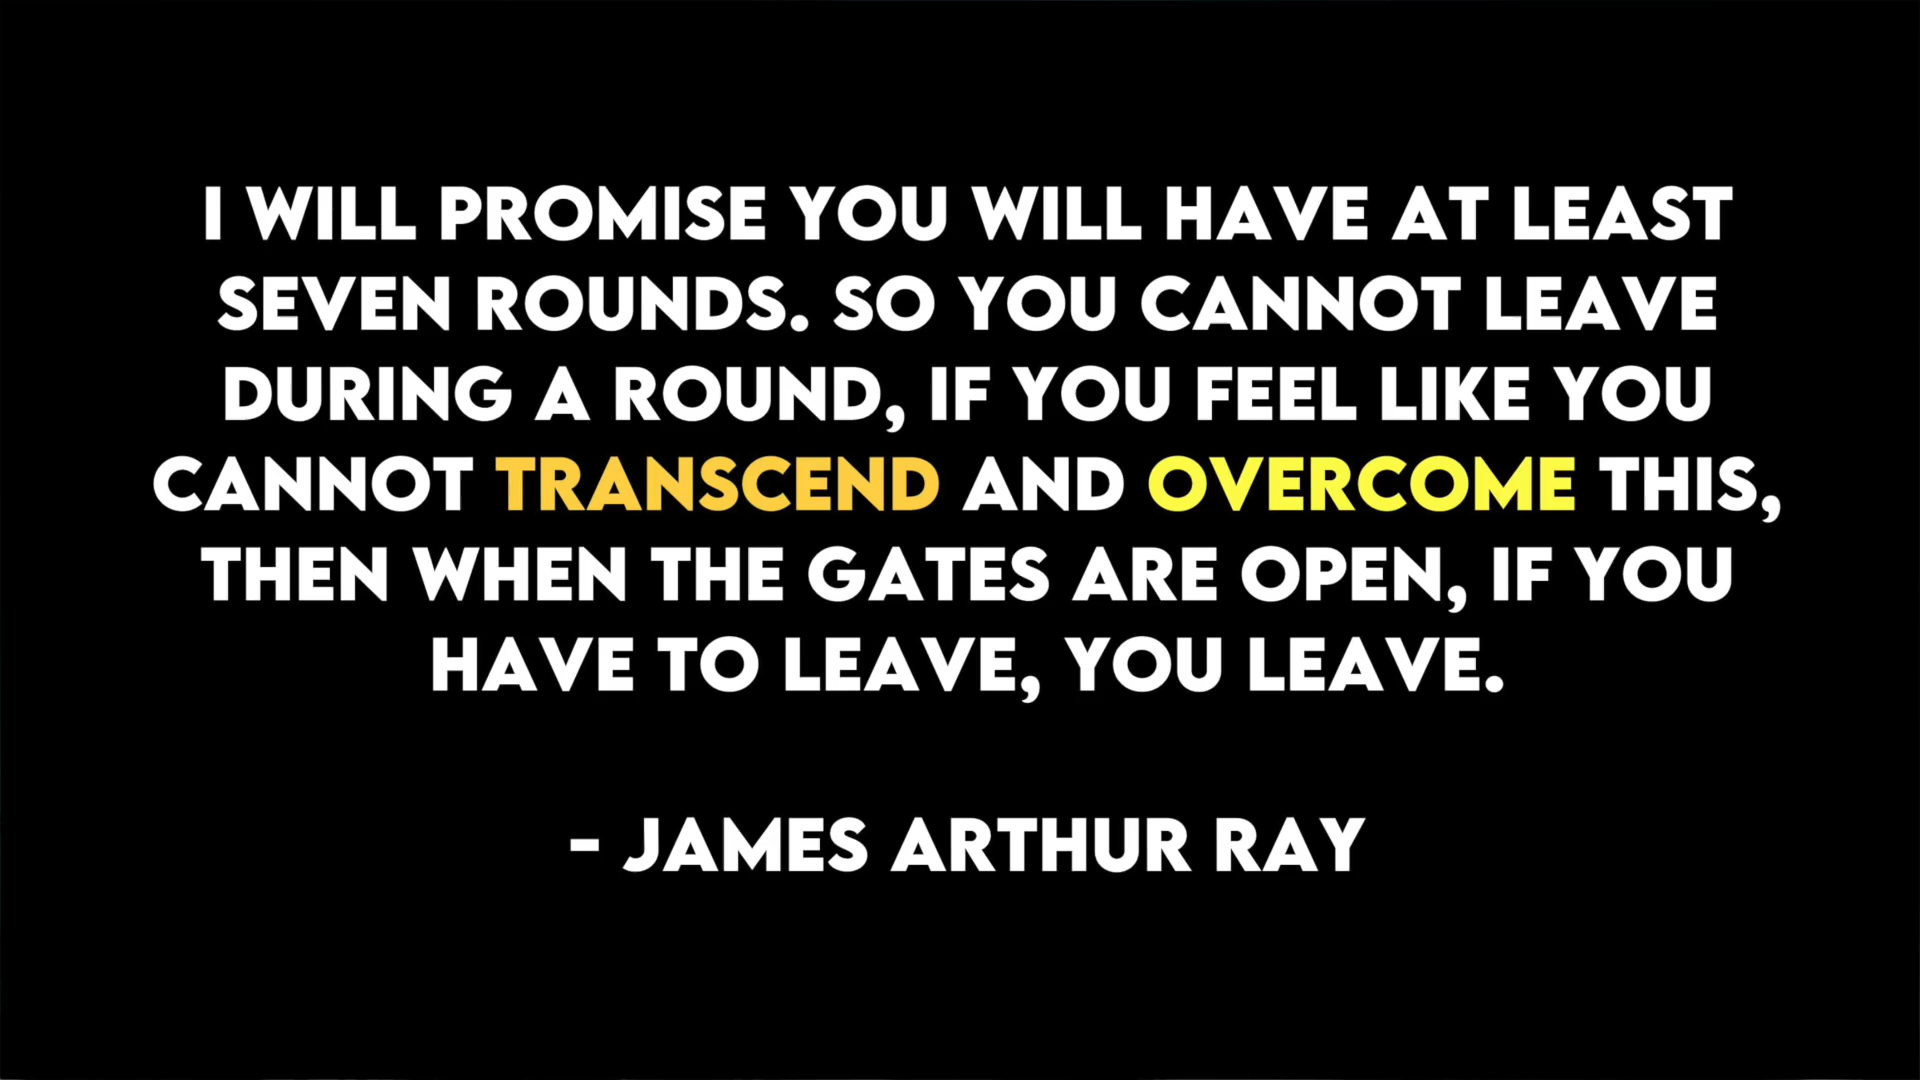 I WILL PROMISE YOU WILL HAVE AT LEAST
SEVEN ROUNDS. SO YOU CANNOT LEAVE
DURING A ROUND, IF YOU FEEL LIKE YOU
CANNOT TRANSCEND AND OVERCOME THIS,
THEN WHEN THE GATES ARE OPEN, IF YOU
HAVE TO LEAVE, YOU LEAVE.
- JAMES ARTHUR RAY